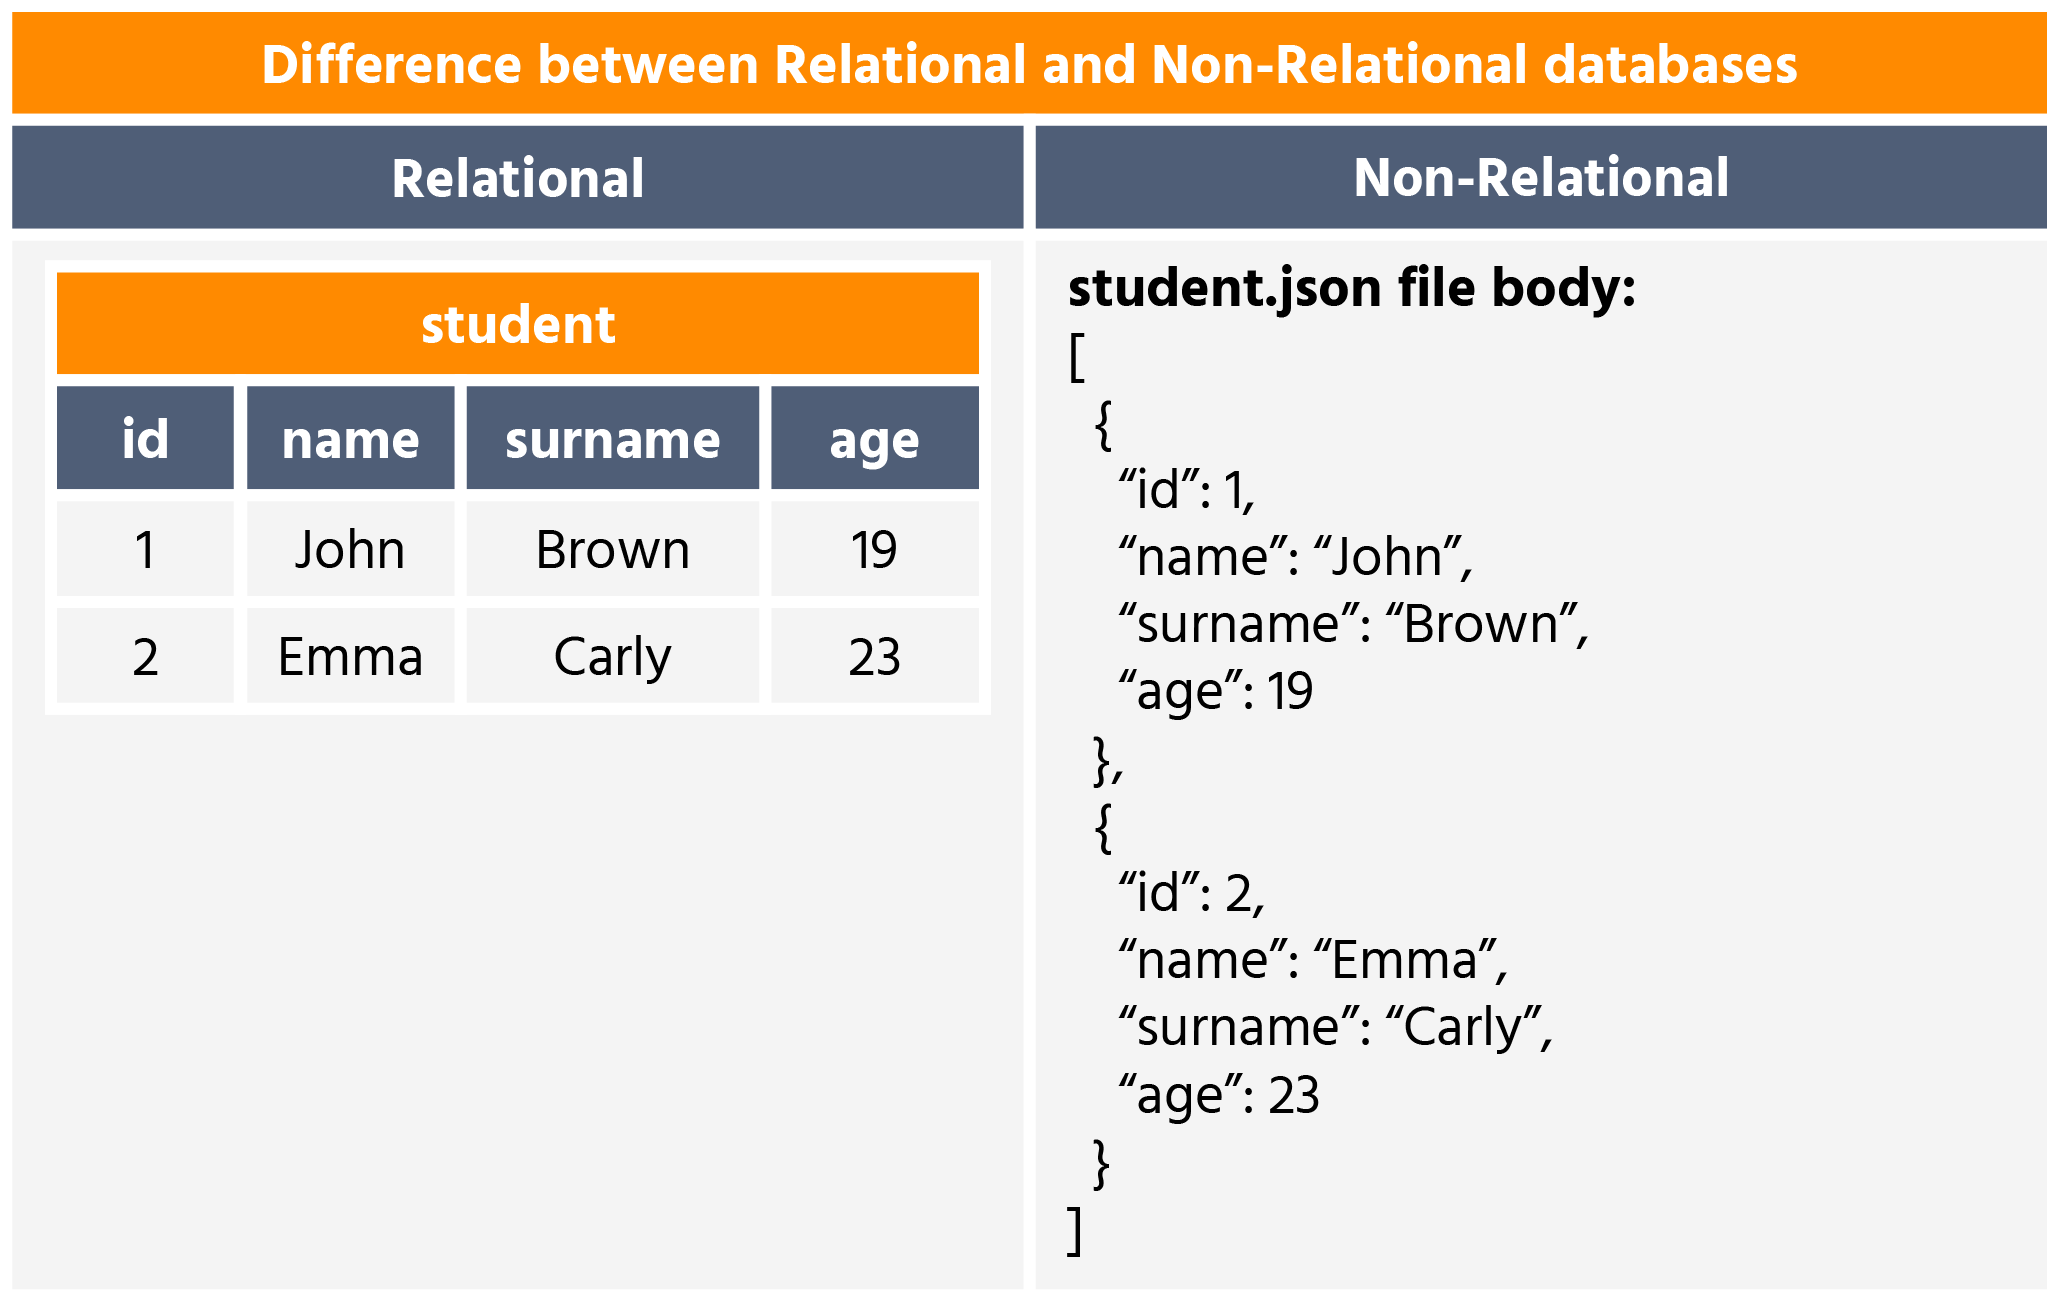 Difference between Relational and Non-Relational databases
Relational
Non-Relational
student
id name surname age
1 John Brown 19
2 Emma Carly 23
student.json file body:
[
{
“id”: 1,
“name”: “John”,
“surname”: “Brown”,
“age”: 19
},
{
“id”: 2,
“name”: “Emma”,
“surname”: “Carly”,
“age”: 23
}
]